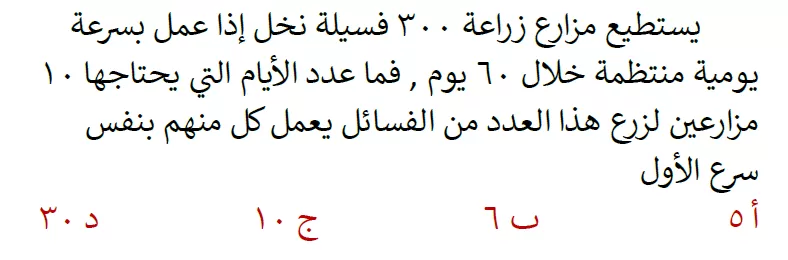 يستطيع مزارع زراعة ٣٠٠ فسيلة نخل إذا عمل بسرعة
يومية منتظمة خلال ٦٠ يوم , فما عدد الأيام التي يحتاجها ١٠
مزارعين لزرع هذا العدد من الفسائل يعمل كل منهم بنفس
سرع الأول
أ ٥ ب ٦ ج ١٠ د ٣٠